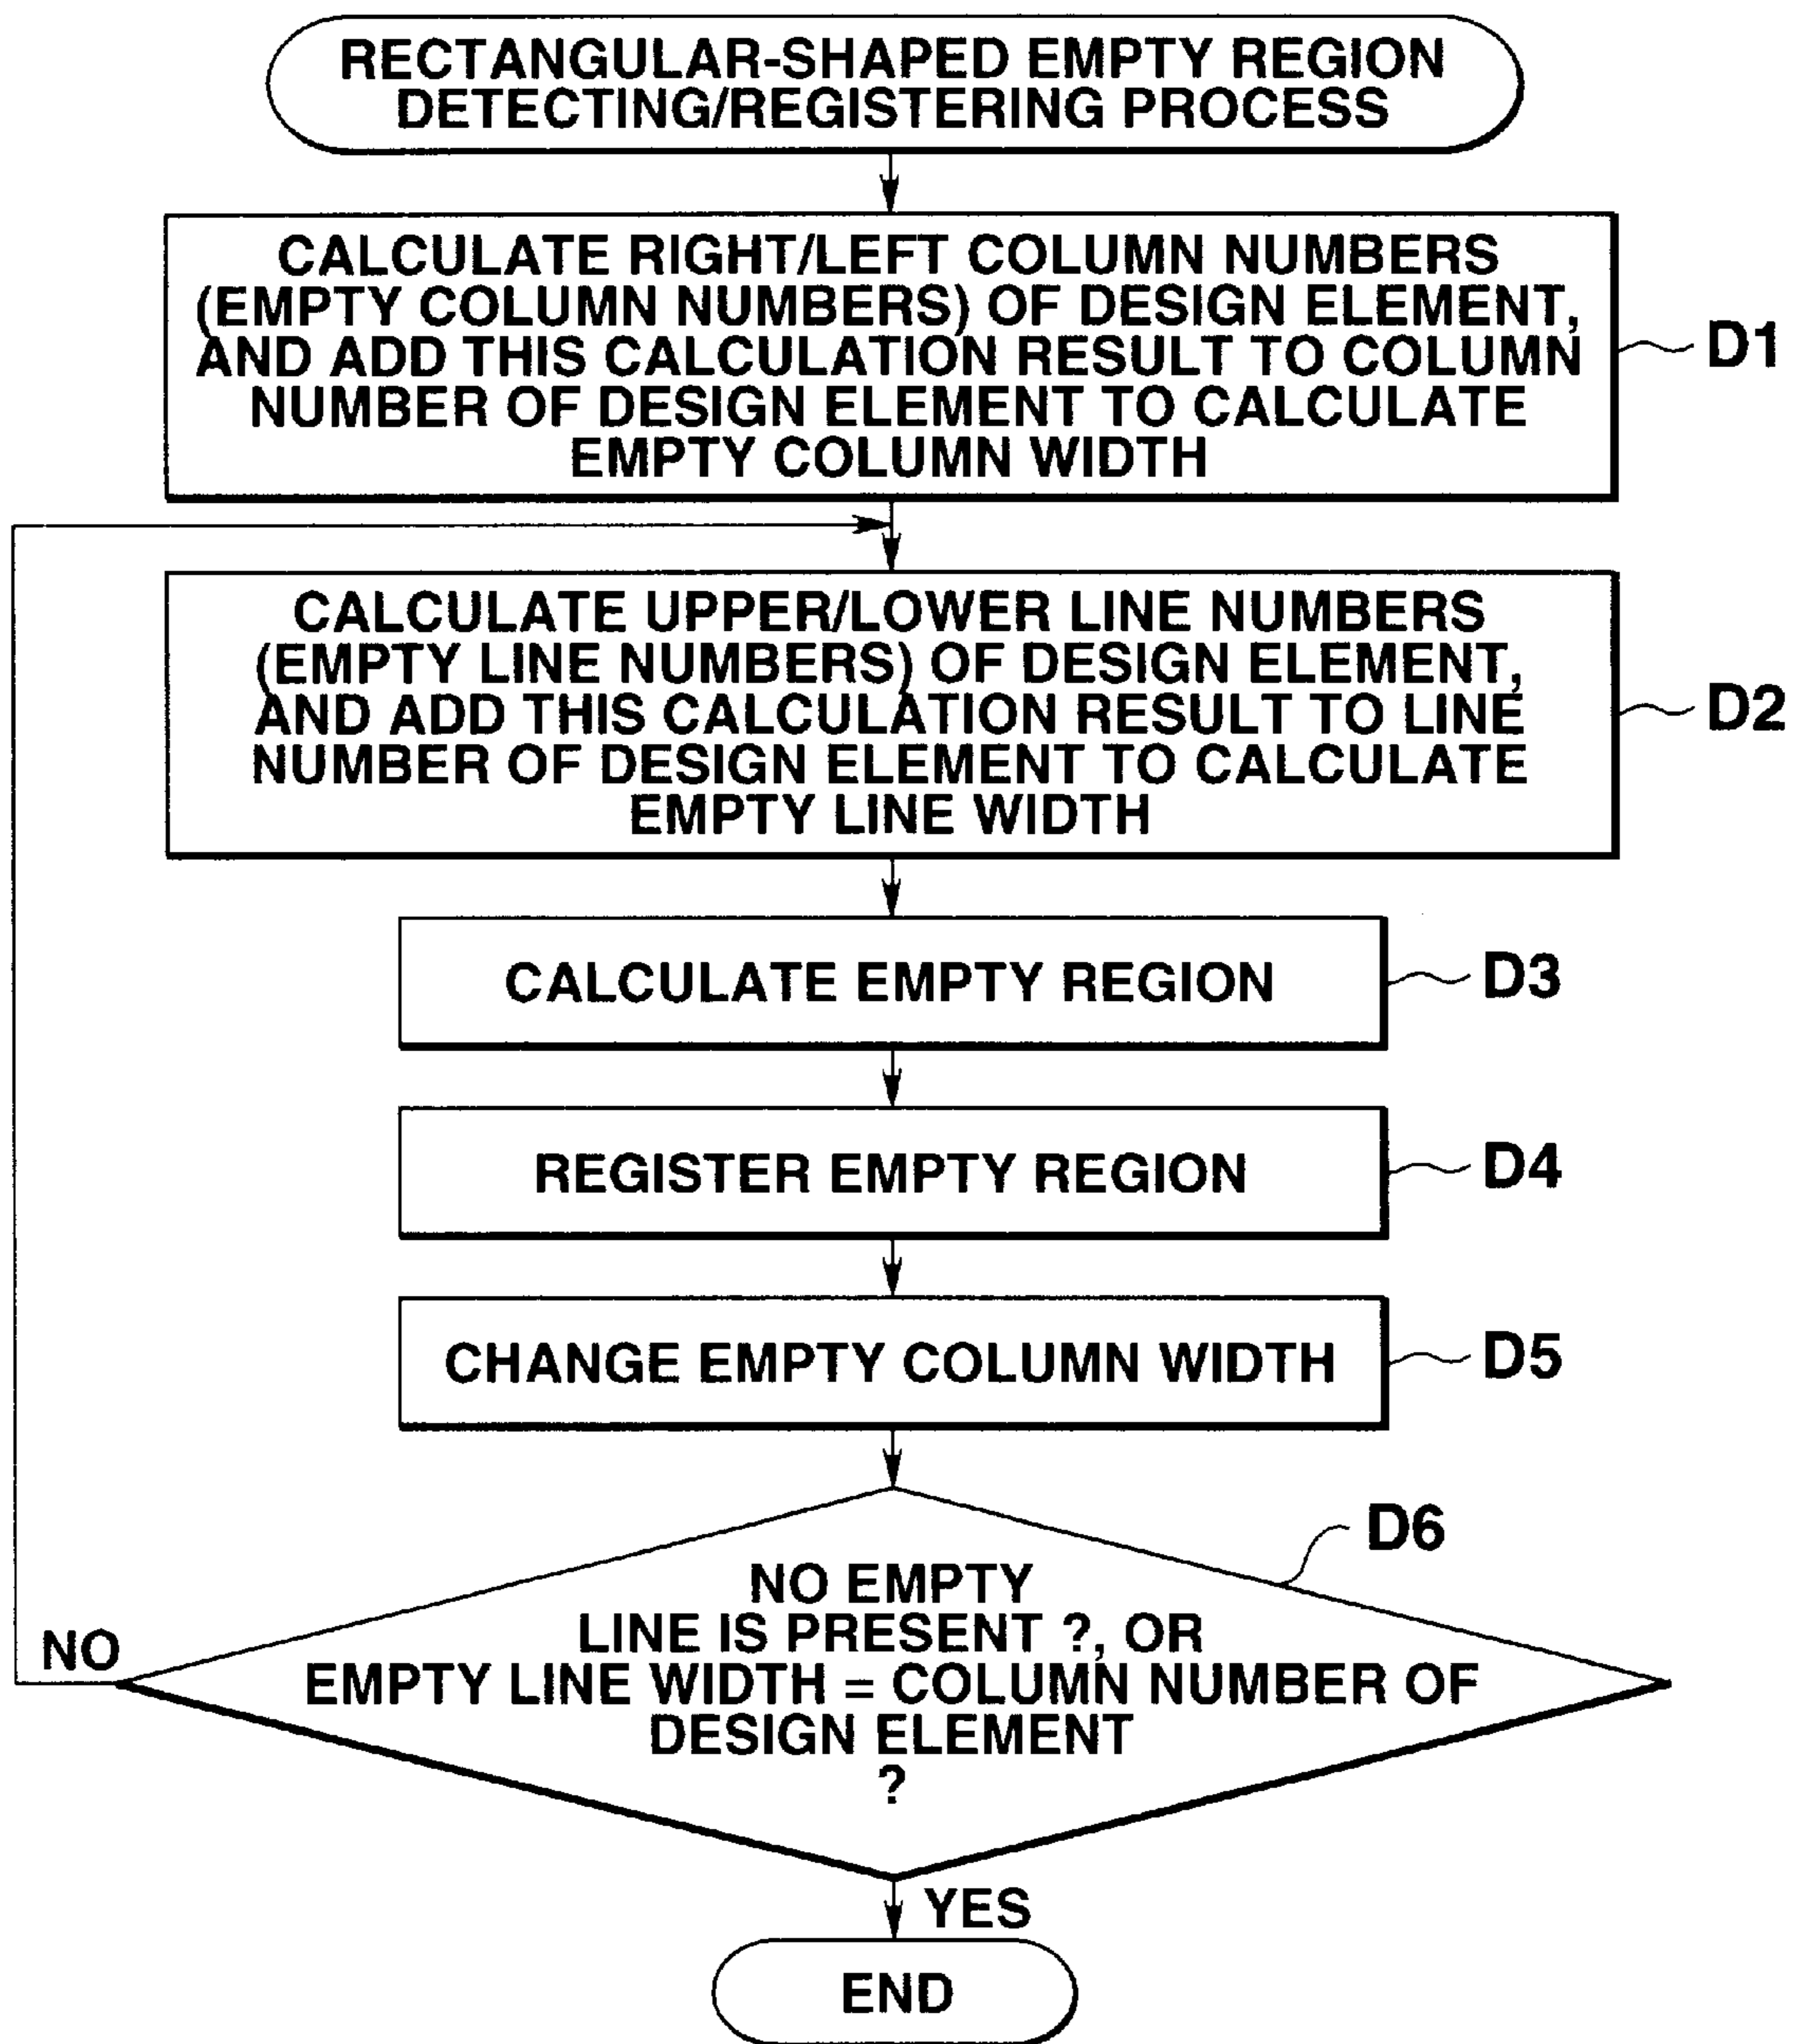 RECTANGULAR-SHAPED EMPTY REGION
DETECTING/REGISTERING PROCESS
CALCULATE RIGHT/LEFT COLUMN NUMBERS
(EMPTY COLUMN NUMBERS) OF DESIGN ELEMENT,
AND ADD THIS CALCULATION RESULT TO COLUMN
NUMBER OF DESIGN ELEMENT TO CALCULATE
EMPTY COLUMN WIDTH
D1
CALCULATE UPPER/LOWER LINE NUMBERS
(EMPTY LINE NUMBERS) OF DESIGN ELEMENT,
AND ADD THIS CALCULATION RESULT TO LINE
NUMBER OF DESIGN ELEMENT TO CALCULATE
EMPTY LINE WIDTH
D2
CALCULATE EMPTY REGION
D3
REGISTER EMPTY REGION
D4
CHANGE EMPTY COLUMN WIDTH
D5
D6
NO EMPTY
LINE IS PRESENT ?, OR
EMPTY LINE WIDTH = COLUMN NUMBER OF
DESIGN ELEMENT
?
NO
YES
END